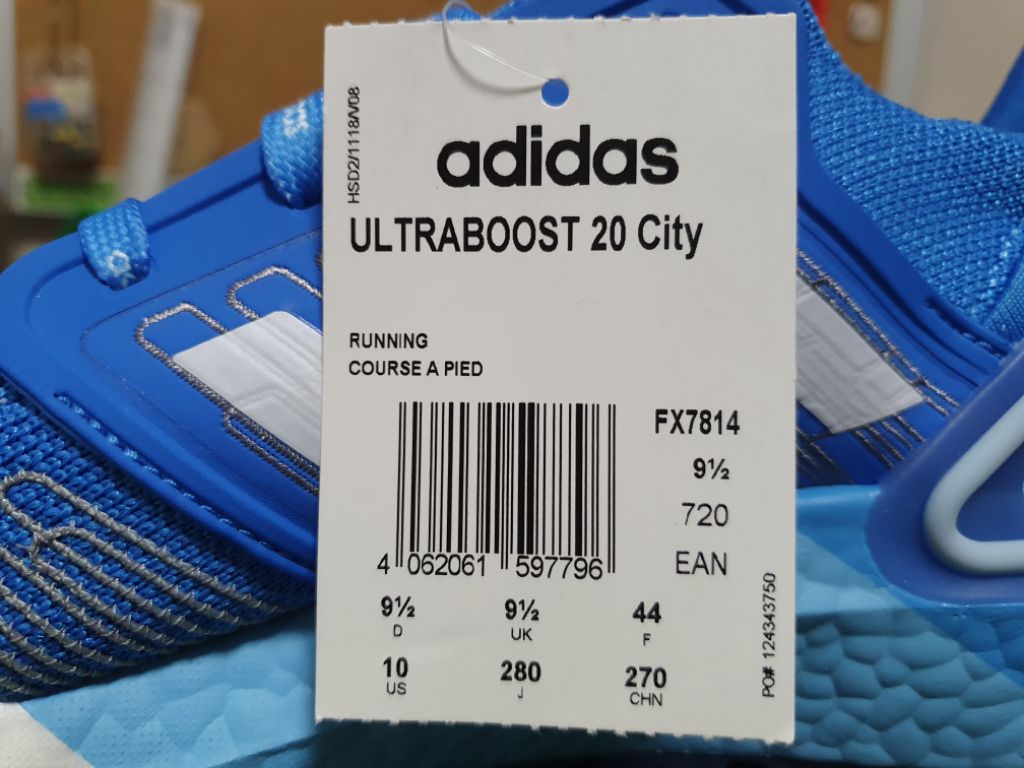 HSD2/1118/V08
adidas
ULTRABOOST 20 City
RUNNING
COURSE A PIED
FX7814
9½
720
EAN
4 062061 597796
9½ 9½ 44
D UK F
10 280 270
US J CHN
PO# 124343750